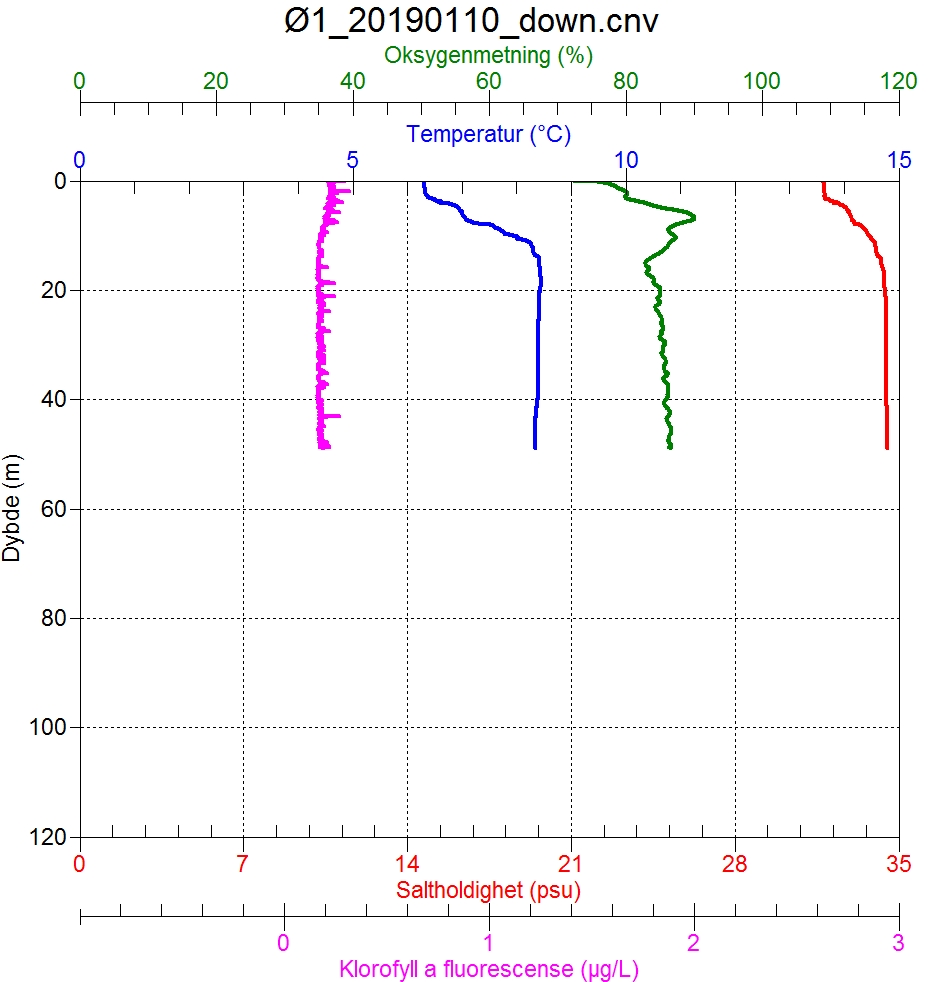 Ø1_20190110_down.cnv
Oksygenmetning (%)
0 20 40 60 80 100 120
Temperatur (°C)
0 5 10 15
0
20
40
60
80
100
120
Dybde (m)
0 7 14 21 28 35
Saltholdighet (psu)
0 1 2 3
Klorofyll a fluorescense (µg/L)